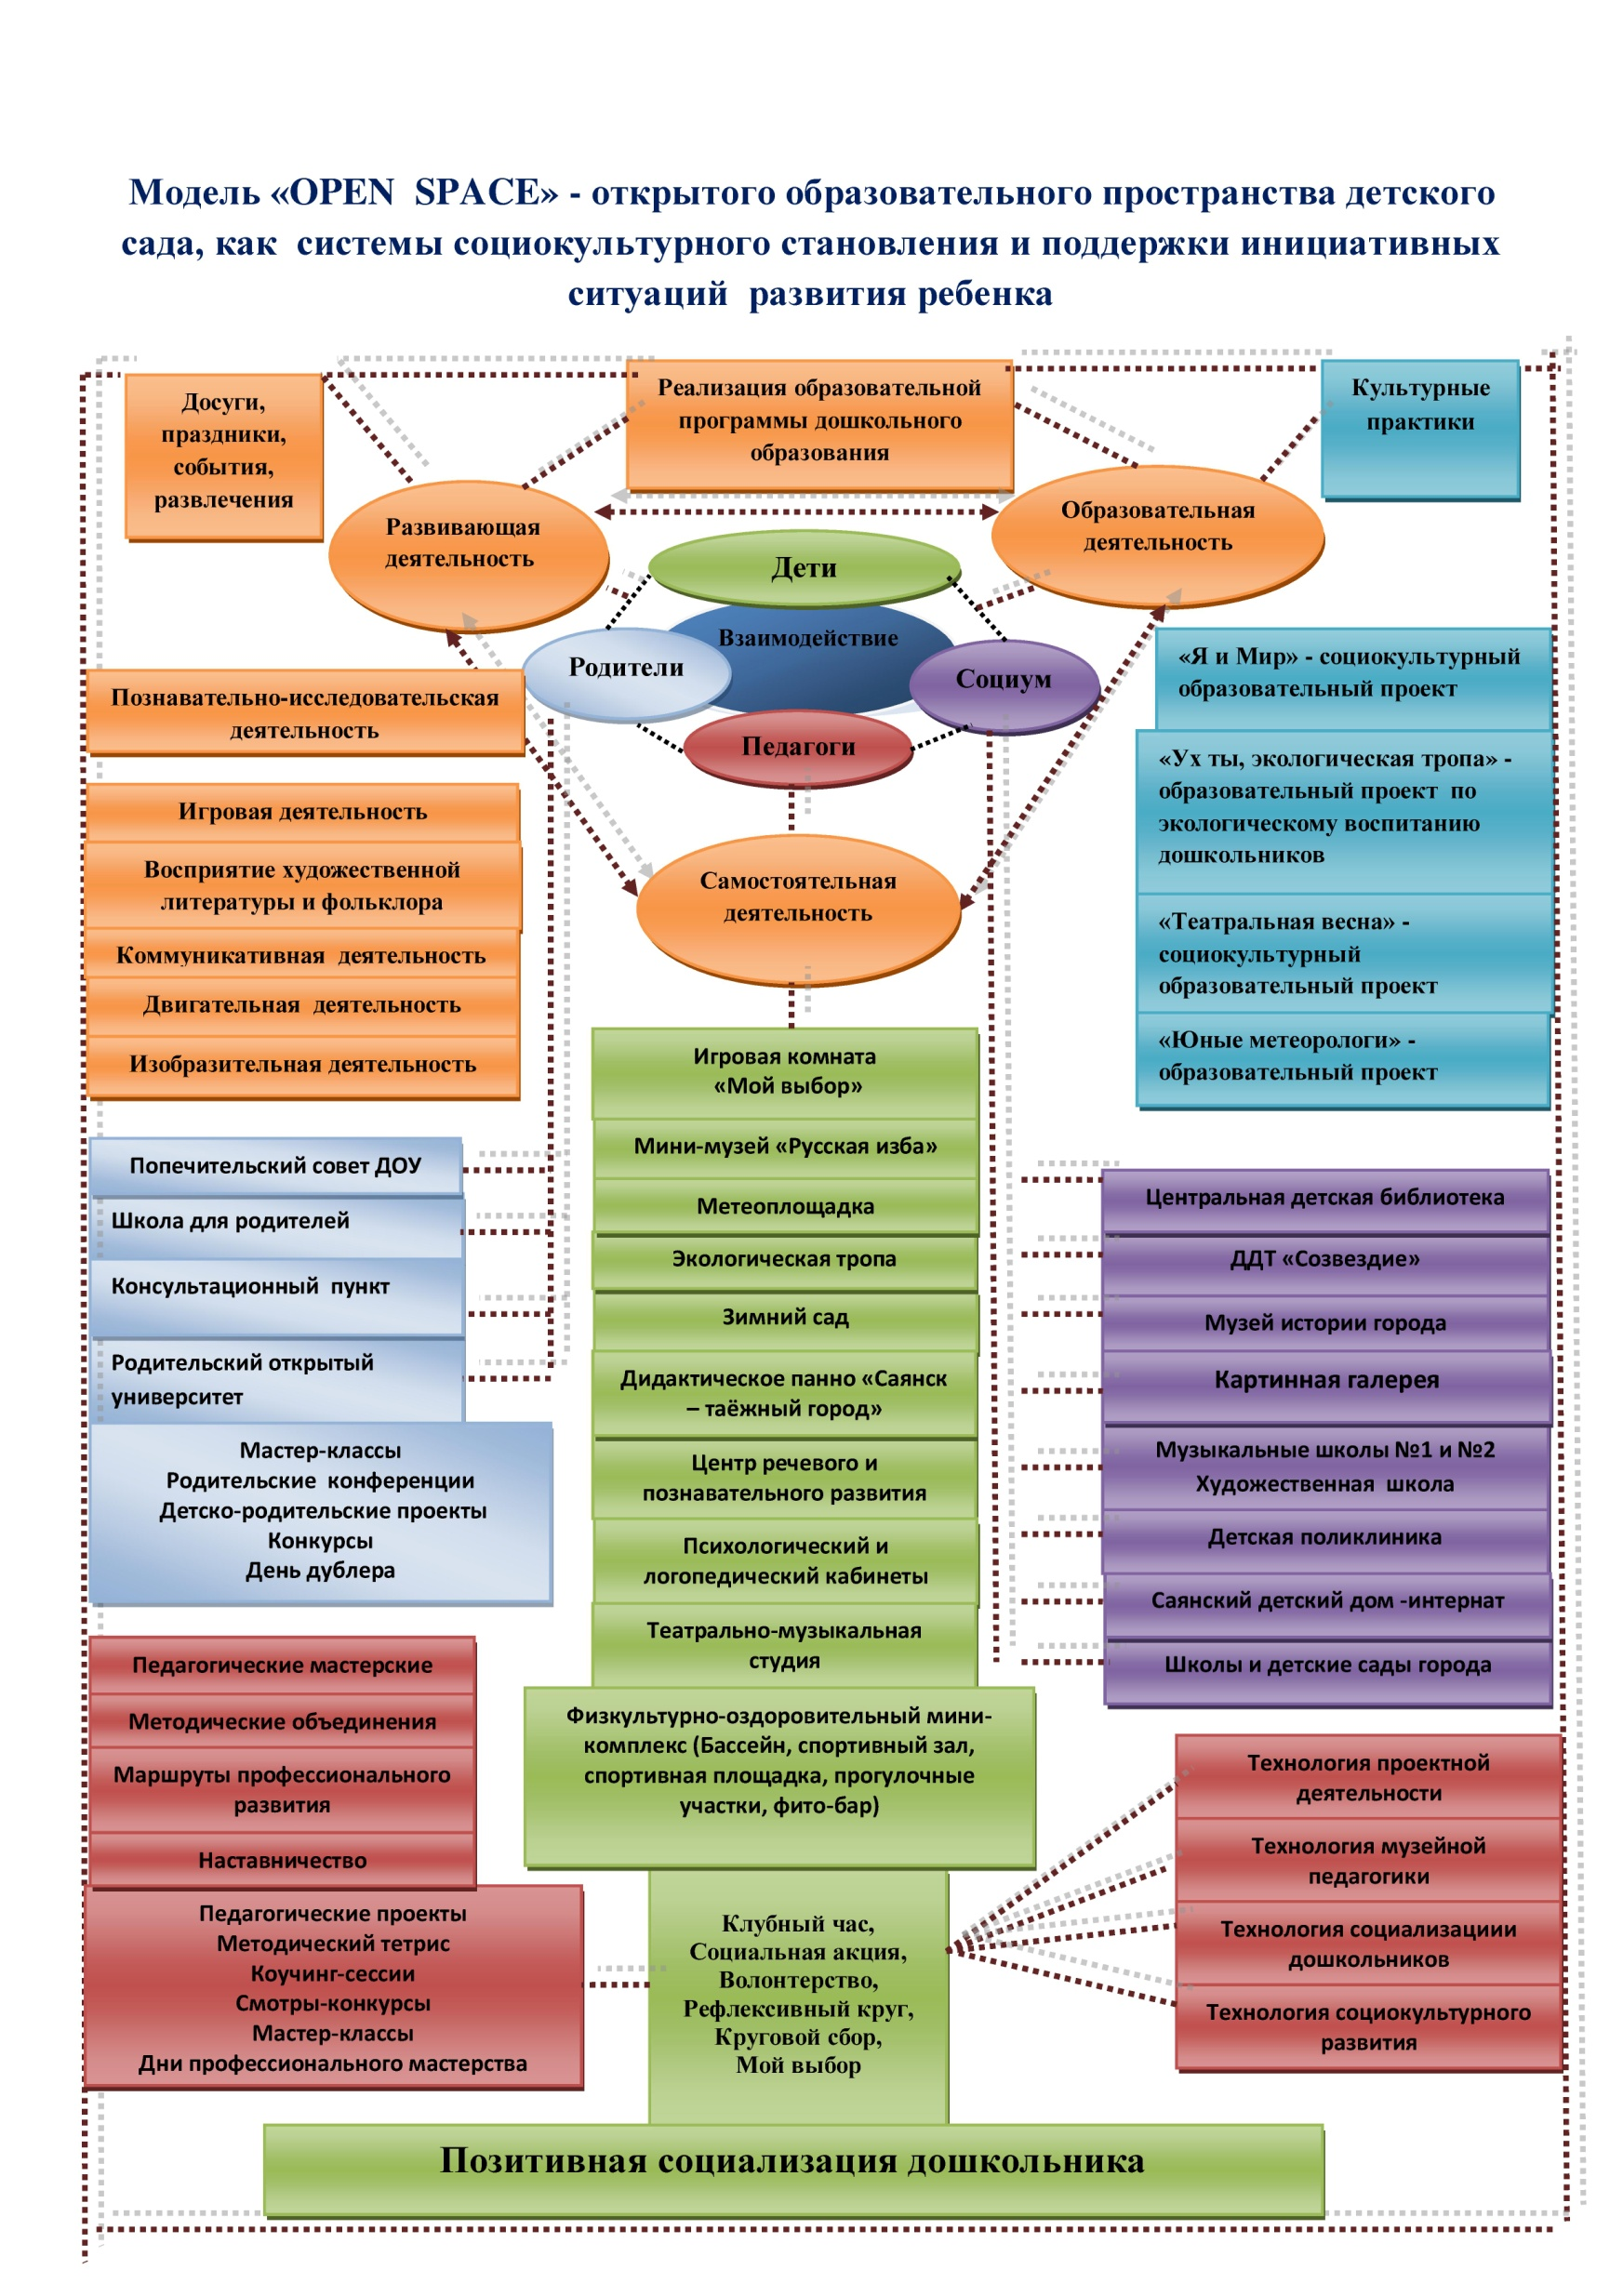 Модель «OPEN SPACE» - открытого образовательного пространства детского
сада, как системы социокультурного становления и поддержки инициативных
ситуаций развития ребенка
Досуги,
праздники,
события,
развлечения
Реализация образовательной
программы дошкольного
образования
Культурные
практики
Развивающая
деятельность
Образовательная
деятельность
Дети
Взаимодействие
Родители
Социум
Педагоги
Самостоятельная
деятельность
Познавательно-исследовательская
деятельность
Игровая деятельность
Восприятие художественной
литературы и фольклора
Коммуникативная деятельность
Двигательная деятельность
Изобразительная деятельность
«Я и Мир» - социокультурный
образовательный проект
«Ух ты, экологическая тропа» -
образовательный проект по
экологическому воспитанию
дошкольников
«Театральная весна» -
социокультурный
образовательный проект
«Юные метеорологи» -
образовательный проект
Попечительский совет ДОУ
Школа для родителей
Консультационный пункт
Родительский открытый
университет
Мастер-классы
Родительские конференции
Детско-родительские проекты
Конкурсы
День дублера
Игровая комната
«Мой выбор»
Мини-музей «Русская изба»
Метеоплощадка
Экологическая тропа
Зимний сад
Дидактическое панно «Саянск
– таёжный город»
Центр речевого и
познавательного развития
Психологический и
логопедический кабинеты
Театрально-музыкальная
студия
Физкультурно-оздоровительный мини-
комплекс (Бассейн, спортивный зал,
спортивная площадка, прогулочные
участки, фито-бар)
Центральная детская библиотека
ДДТ «Созвездие»
Музей истории города
Картинная галерея
Музыкальные школы №1 и №2
Художественная школа
Детская поликлиника
Саянский детский дом -интернат
Школы и детские сады города
Педагогические мастерские
Методические объединения
Маршруты профессионального
развития
Наставничество
Педагогические проекты
Методический тетрис
Коучинг-сессии
Смотры-конкурсы
Мастер-классы
Дни профессионального мастерства
Клубный час,
Социальная акция,
Волонтерство,
Рефлексивный круг,
Круговой сбор,
Мой выбор
Технология проектной
деятельности
Технология музейной
педагогики
Технология социализациии
дошкольников
Технология социокультурного
развития
Позитивная социализация дошкольника